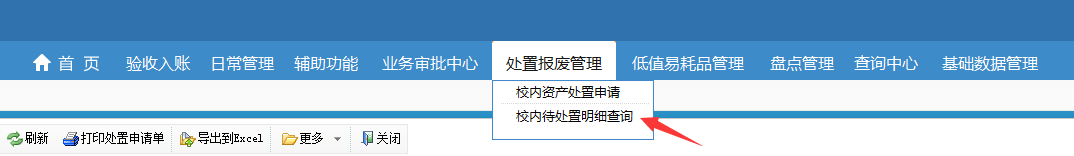 首 页 验收入账 日常管理 辅助功能 业务审批中心 处置报废管理 低值易耗品管理 盘点管理 查询中心 基础数据管理
校内资产处置申请
校内待处置明细查询
刷新 打印处置申请单 导出到Excel 更多 关闭